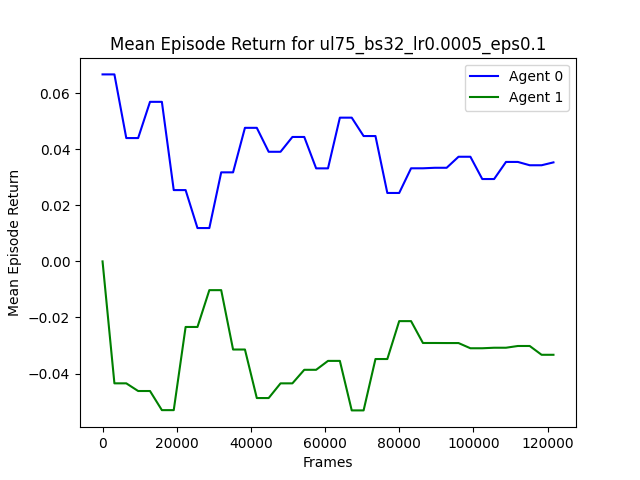 Mean Episode Return for ul75_bs32_lr0.0005_eps0.1
Agent 0
Agent 1
Mean Episode Return
0.06
0.04
0.02
0.00
−0.02
−0.04
0 20000 40000 60000 80000 100000 120000
Frames